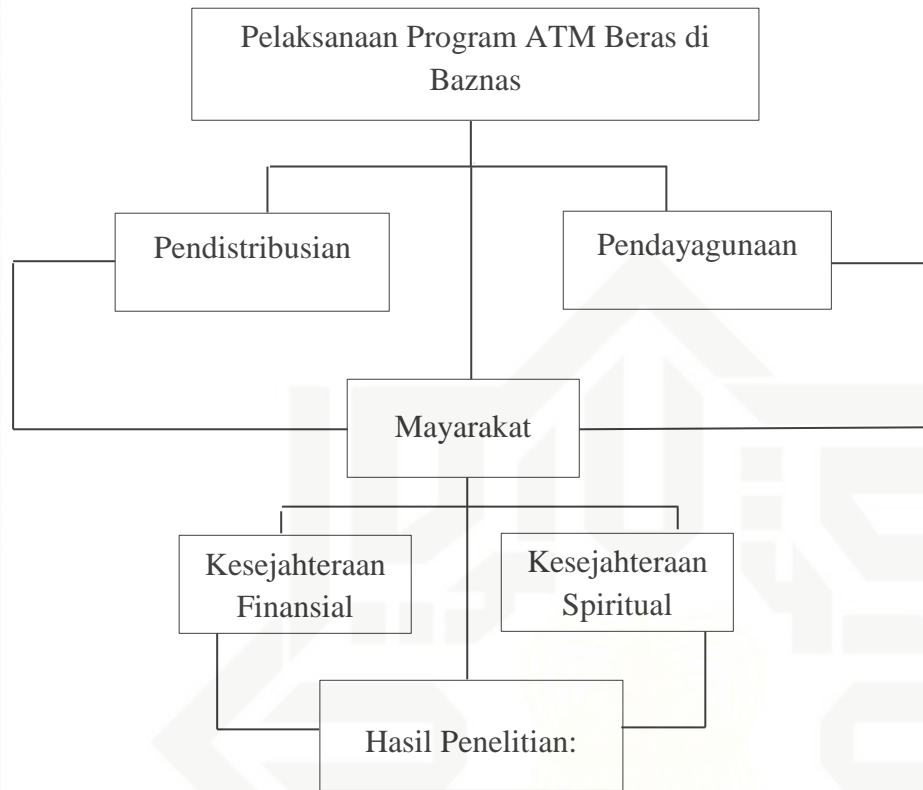 Pelaksanaan Program ATM Beras di
Baznas
Pendistribusian
Pendayagunaan
Mayarakat
Kesejahteraan
Finansial
Kesejahteraan
Spiritual
Hasil Penelitian: